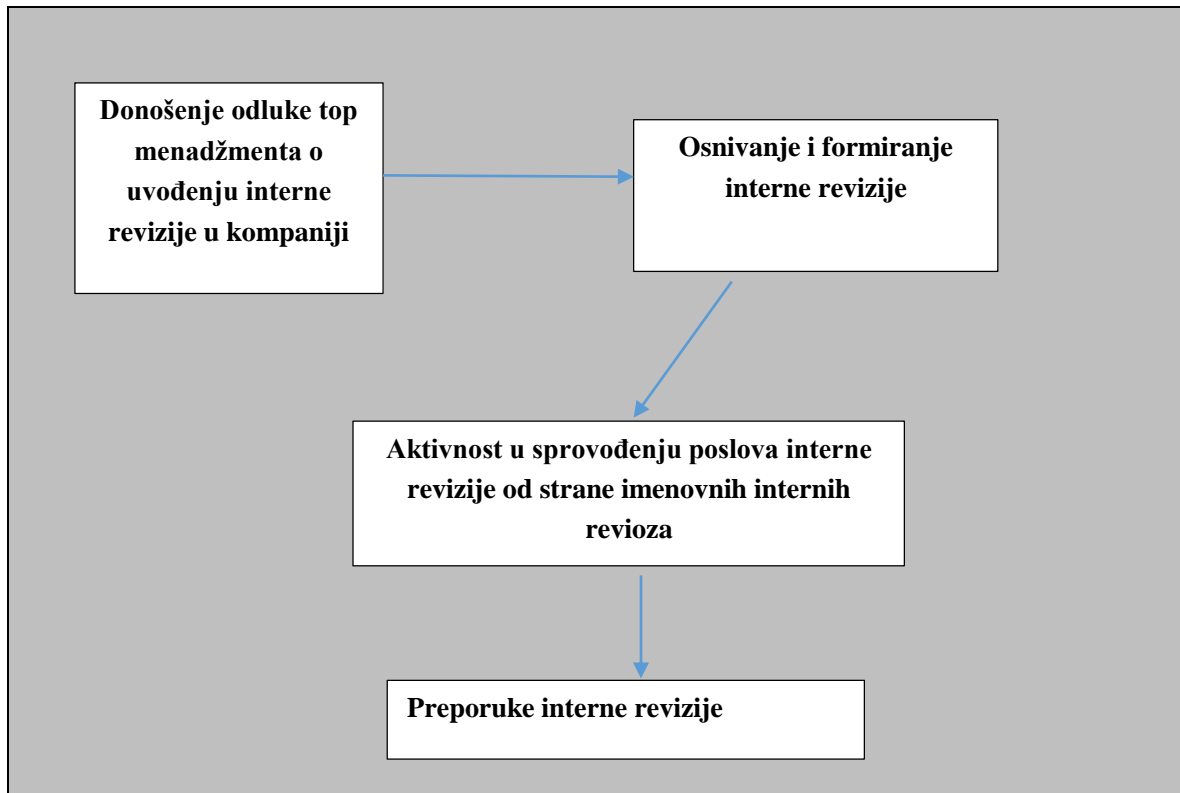 Donošenje odluke top
menadžmenta o
uvođenju interne
revizije u kompaniji
Osnivanje i formiranje
interne revizije
Aktivnost u sprovođenju poslova interne
revizije od strane imenovnih internih
revioza
Preporuke interne revizije